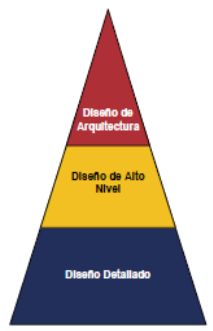 Diseño de
Arquitectura
Diseño de Alto
Nivel
Diseño Detallado